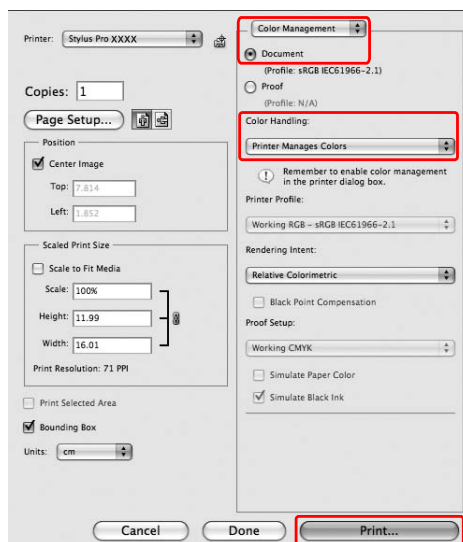 Printer: Stylus Pro XXXX
Copies: 1
Page Setup...
Position
Center Image
Top: 7.814
Left: 1.852
Scaled Print Size
Scale to Fit Media
Scale: 100%
Height: 11.99
Width: 16.01
Print Resolution: 71 PPI
Print Selected Area
Bounding Box
Units: cm
Color Management
Document
(Profile: sRGB IEC61966-2.1)
Proof
(Profile: N/A)
Color Handling:
Printer Manages Colors
Remember to enable color management
in the printer dialog box.
Printer Profile:
Working RGB - sRGB IEC61966-2.1
Rendering Intent:
Relative Colorimetric
Black Point Compensation
Proof Setup:
Working CMYK
Simulate Paper Color
Simulate Black Ink
Cancel
Done
Print...